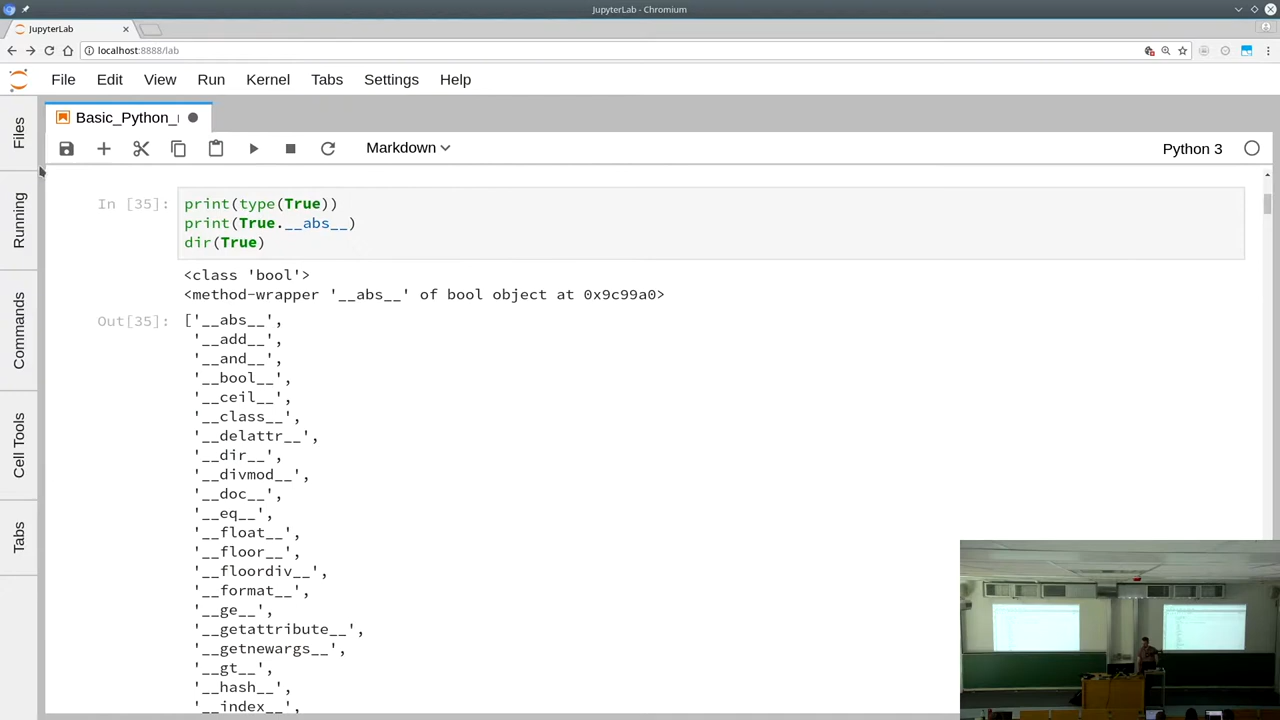 JupyterLab - Chromium
JupyterLab
localhost:8888/lab
File Edit View Run Kernel Tabs Settings Help
Basic_Python_
Markdown
Python 3
Files
Running
Commands
Cell Tools
Tabs
In [35]:
print(type(True))
print(True.__abs__)
dir(True)
<class 'bool'>
<method-wrapper '__abs__' of bool object at 0x9c99a0>
Out[35]:
['__abs__',
'__add__',
'__and__',
'__bool__',
'__ceil__',
'__class__',
'__delattr__',
'__dir__',
'__divmod__',
'__doc__',
'__eq__',
'__float__',
'__floor__',
'__floordiv__',
'__format__',
'__ge__',
'__getattribute__',
'__getnewargs__',
'__gt__',
'__hash__',
'__index__',